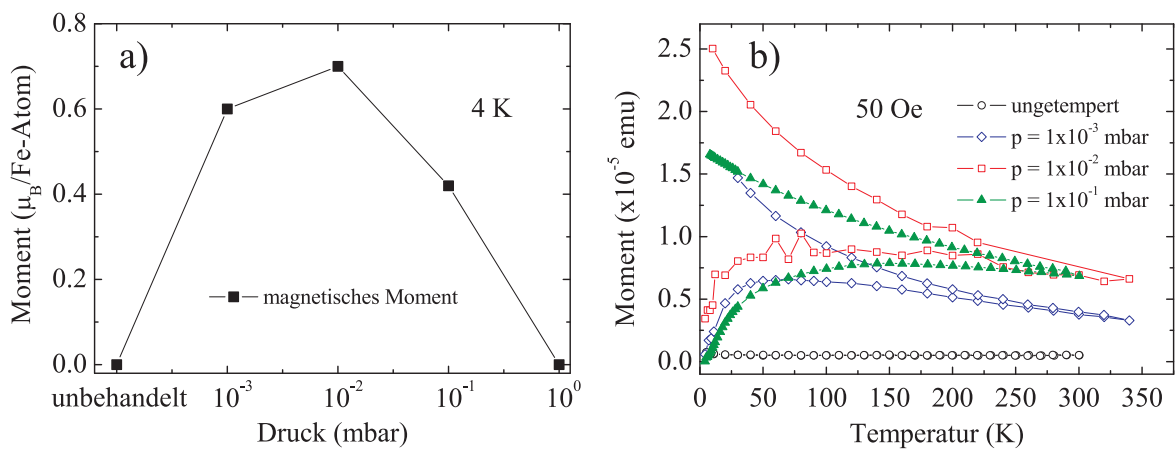 a)
4 K
magnetisches Moment
Moment (μB/Fe-Atom)
0.8
0.6
0.4
0.2
0.0
unbehandelt 10-3 10-2 10-1 100
Druck (mbar)
b)
50 Oe
ungetempert
p = 1x10-3 mbar
p = 1x10-2 mbar
p = 1x10-1 mbar
Moment (x10-5 emu)
2.5
2.0
1.5
1.0
0.5
0.0
0 50 100 150 200 250 300 350
Temperatur (K)